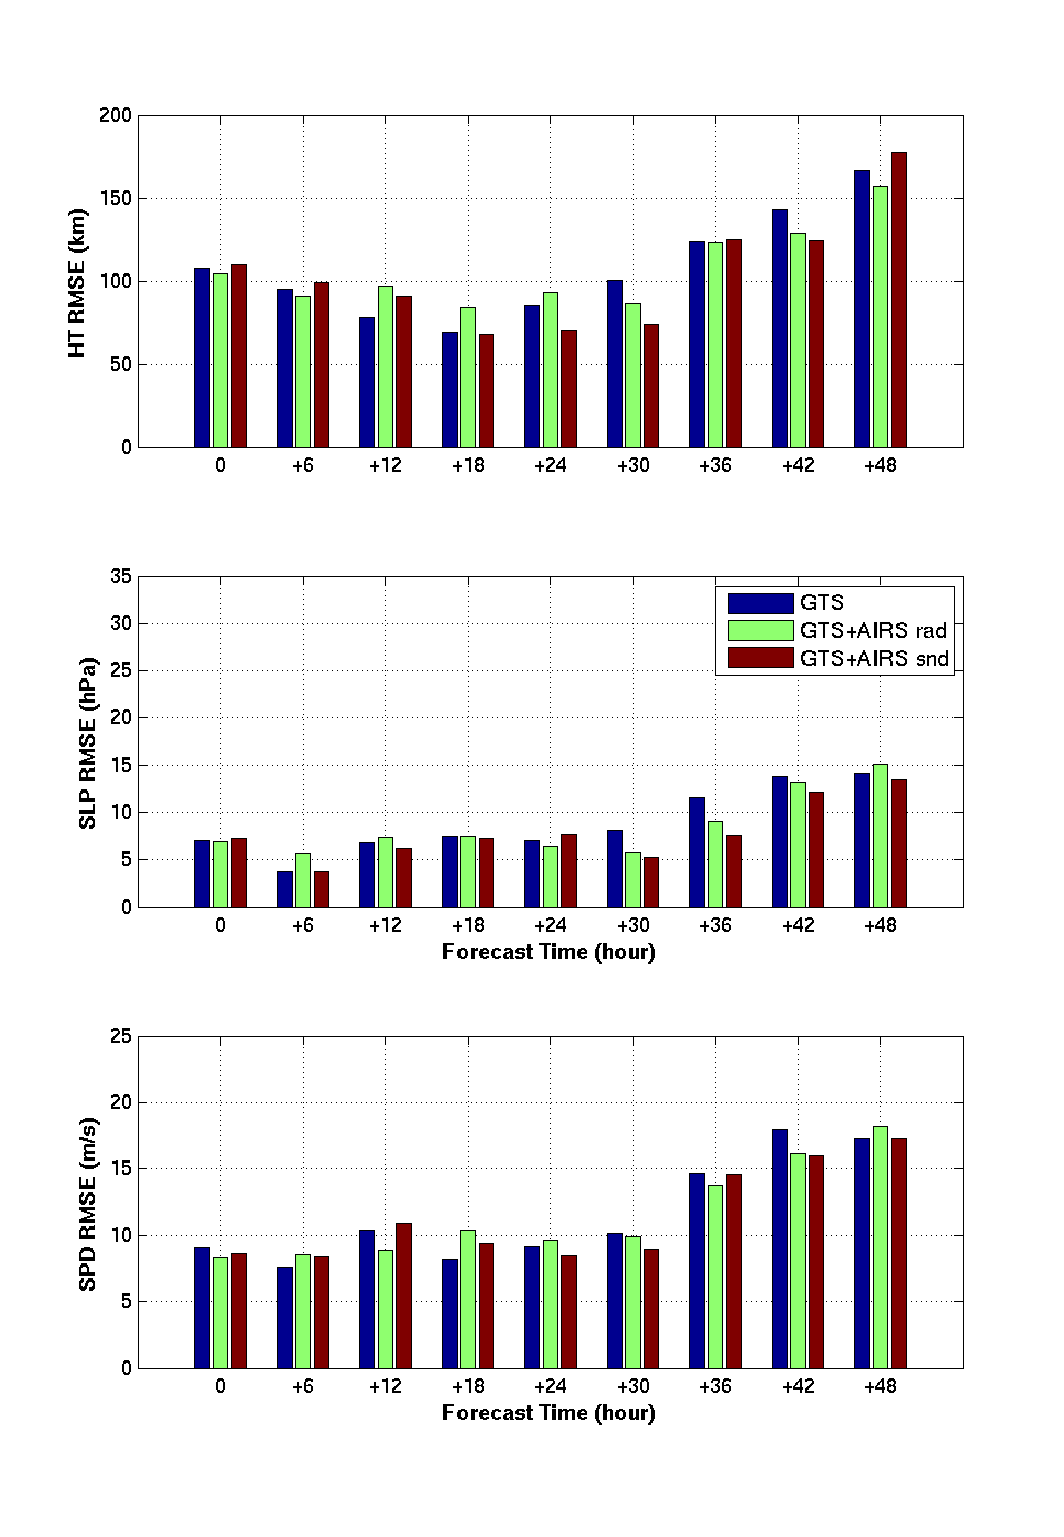 HT RMSE (km)
200
150
100
50
0
0 +6 +12 +18 +24 +30 +36 +42 +48
SLP RMSE (hPa)
35
30
25
20
15
10
5
0
GTS
GTS+AIRS rad
GTS+AIRS snd
0 +6 +12 +18 +24 +30 +36 +42 +48
Forecast Time (hour)
SPD RMSE (m/s)
25
20
15
10
5
0
0 +6 +12 +18 +24 +30 +36 +42 +48
Forecast Time (hour)